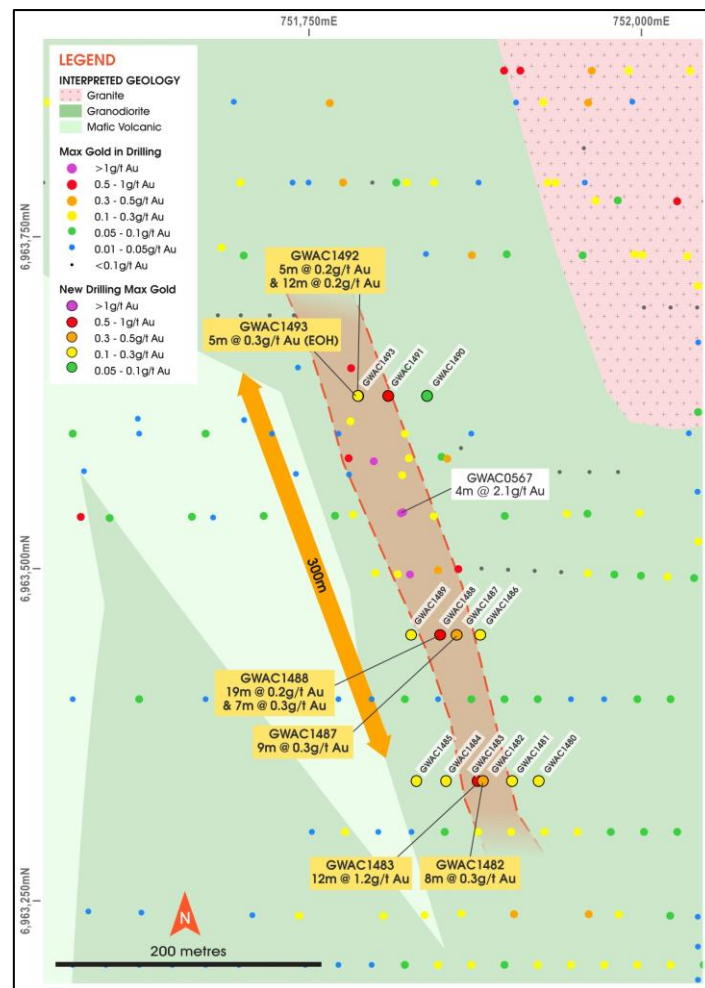 751,750mE
752,000mE
LEGEND
INTERPRETED GEOLOGY
Granite
Granodiorite
Mafic Volcanic
Max Gold in Drilling
>1g/t Au
0.5 - 1g/t Au
0.3 - 0.5g/t Au
0.1 - 0.3g/t Au
0.05 - 0.1g/t Au
0.01 - 0.05g/t Au
<0.1g/t Au
New Drilling Max Gold
>1g/t Au
0.5 - 1g/t Au
0.3 - 0.5g/t Au
0.1 - 0.3g/t Au
0.05 - 0.1g/t Au
6,963,750mN
GWAC1492
5m @ 0.2g/t Au
& 12m @ 0.2g/t Au
GWAC1493
5m @ 0.3g/t Au (EOH)
GWAC1493
GWAC1491
GWAC1490
GWAC0567
4m @ 2.1g/t Au
6,963,500mN
300m
GWAC1489
GWAC1488
GWAC1487
GWAC1486
GWAC1488
19m @ 0.2g/t Au
& 7m @ 0.3g/t Au
GWAC1487
9m @ 0.3g/t Au
GWAC1485
GWAC1484
GWAC1483
GWAC1482
GWAC1481
GWAC1480
GWAC1483
12m @ 1.2g/t Au
GWAC1482
8m @ 0.3g/t Au
6,963,250mN
N
200 metres